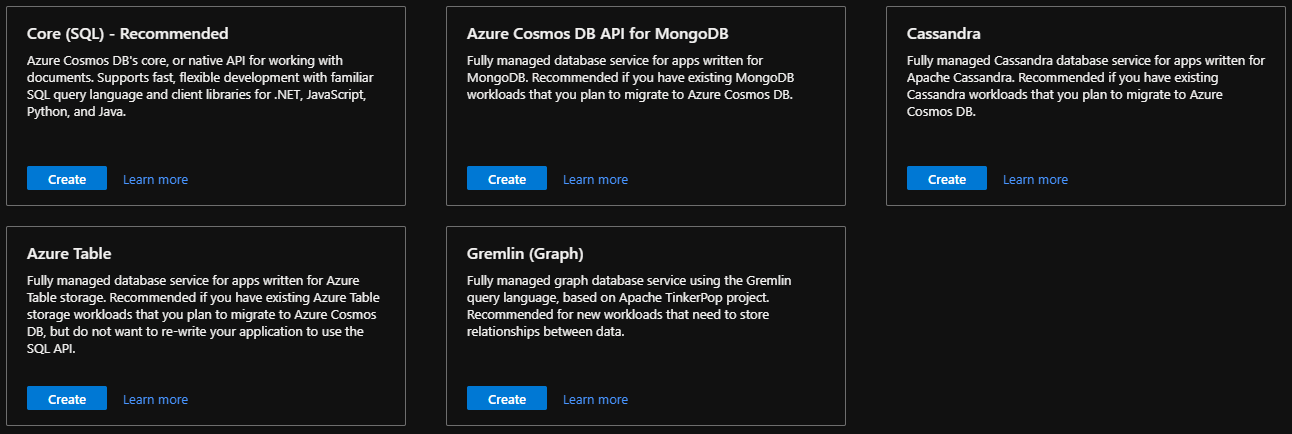 Core (SQL) - Recommended
Azure Cosmos DB's core, or native API for working with
documents. Supports fast, flexible development with familiar
SQL query language and client libraries for .NET, JavaScript,
Python, and Java.
Create
Learn more
Azure Cosmos DB API for MongoDB
Fully managed database service for apps written for
MongoDB. Recommended if you have existing MongoDB
workloads that you plan to migrate to Azure Cosmos DB.
Create
Learn more
Cassandra
Fully managed Cassandra database service for apps written for
Apache Cassandra. Recommended if you have existing
Cassandra workloads that you plan to migrate to Azure
Cosmos DB.
Create
Learn more
Azure Table
Fully managed database service for apps written for Azure
Table storage. Recommended if you have existing Azure Table
storage workloads that you plan to migrate to Azure Cosmos
DB, but do not want to re-write your application to use the
SQL API.
Create
Learn more
Gremlin (Graph)
Fully managed graph database service using the Gremlin
query language, based on Apache TinkerPop project.
Recommended for new workloads that need to store
relationships between data.
Create
Learn more